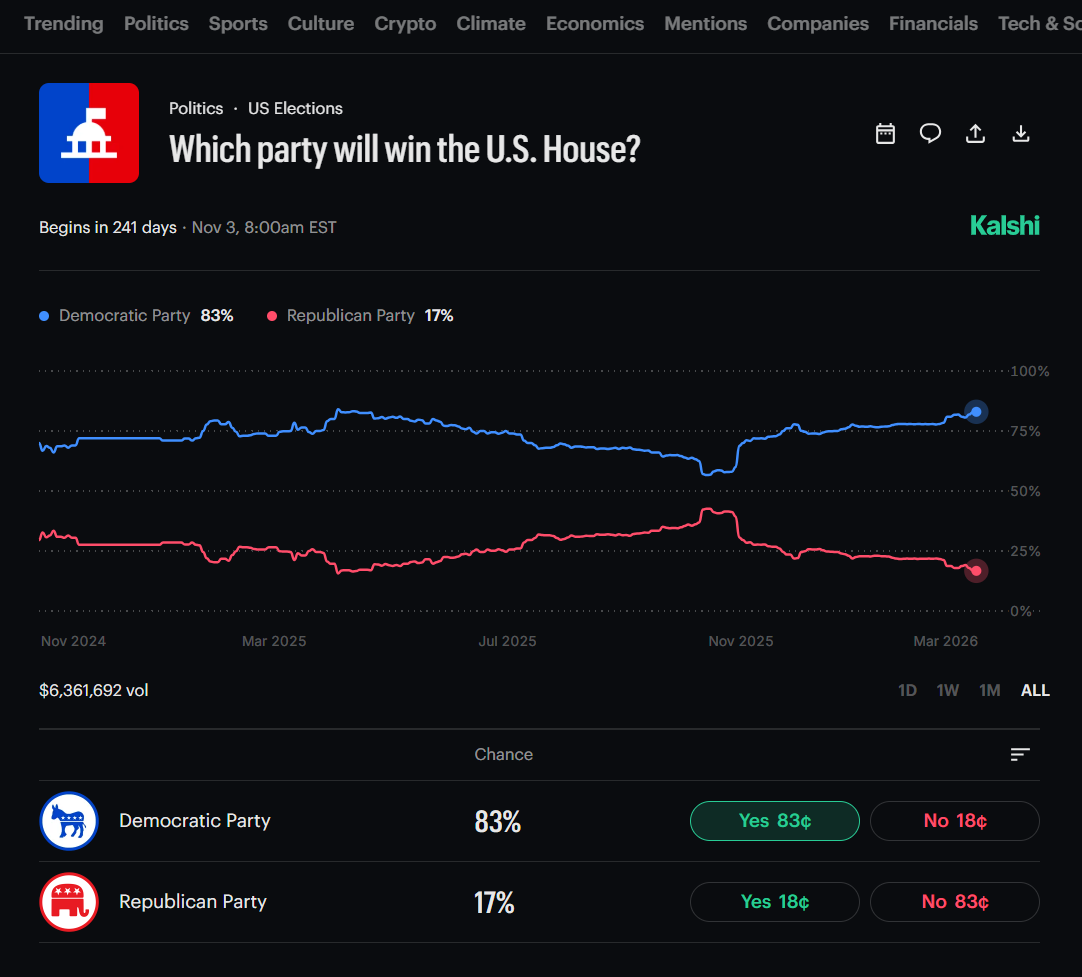 Trending Politics Sports Culture Crypto Climate Economics Mentions Companies Financials Tech & Sc
Politics · US Elections
Which party will win the U.S. House?
Begins in 241 days · Nov 3, 8:00am EST
Kalshi
Democratic Party 83% Republican Party 17%
100%
75%
50%
25%
0%
Nov 2024 Mar 2025 Jul 2025 Nov 2025 Mar 2026
$6,361,692 vol
1D 1W 1M ALL
Chance
Democratic Party 83% Yes 83¢ No 18¢
Republican Party 17% Yes 18¢ No 83¢